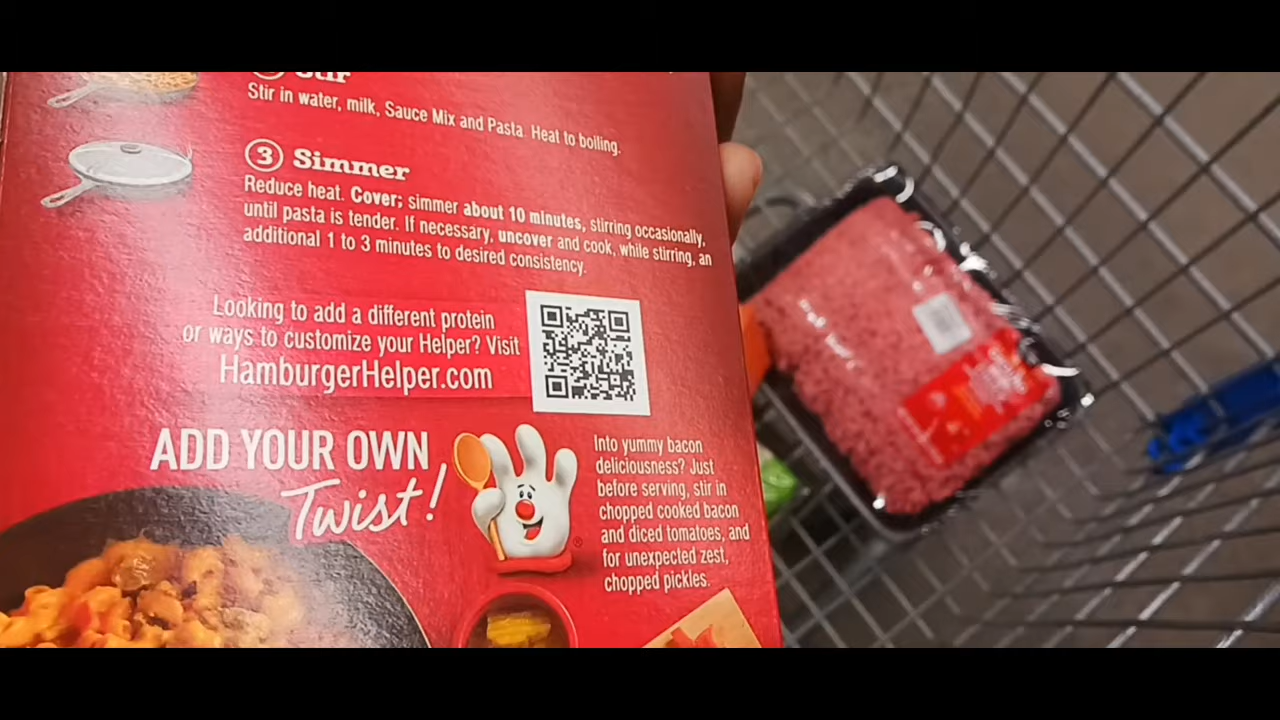 Stir
Stir in water, milk, Sauce Mix and Pasta. Heat to boiling.
3 Simmer
Reduce heat. Cover; simmer about 10 minutes, stirring occasionally,
until pasta is tender. If necessary, uncover and cook, while stirring, an
additional 1 to 3 minutes to desired consistency.
Looking to add a different protein
or ways to customize your Helper? Visit
HamburgerHelper.com
ADD YOUR OWN
Twist!
Into yummy bacon
deliciousness? Just
before serving, stir in
chopped cooked bacon
and diced tomatoes, and
for unexpected zest,
chopped pickles.
®